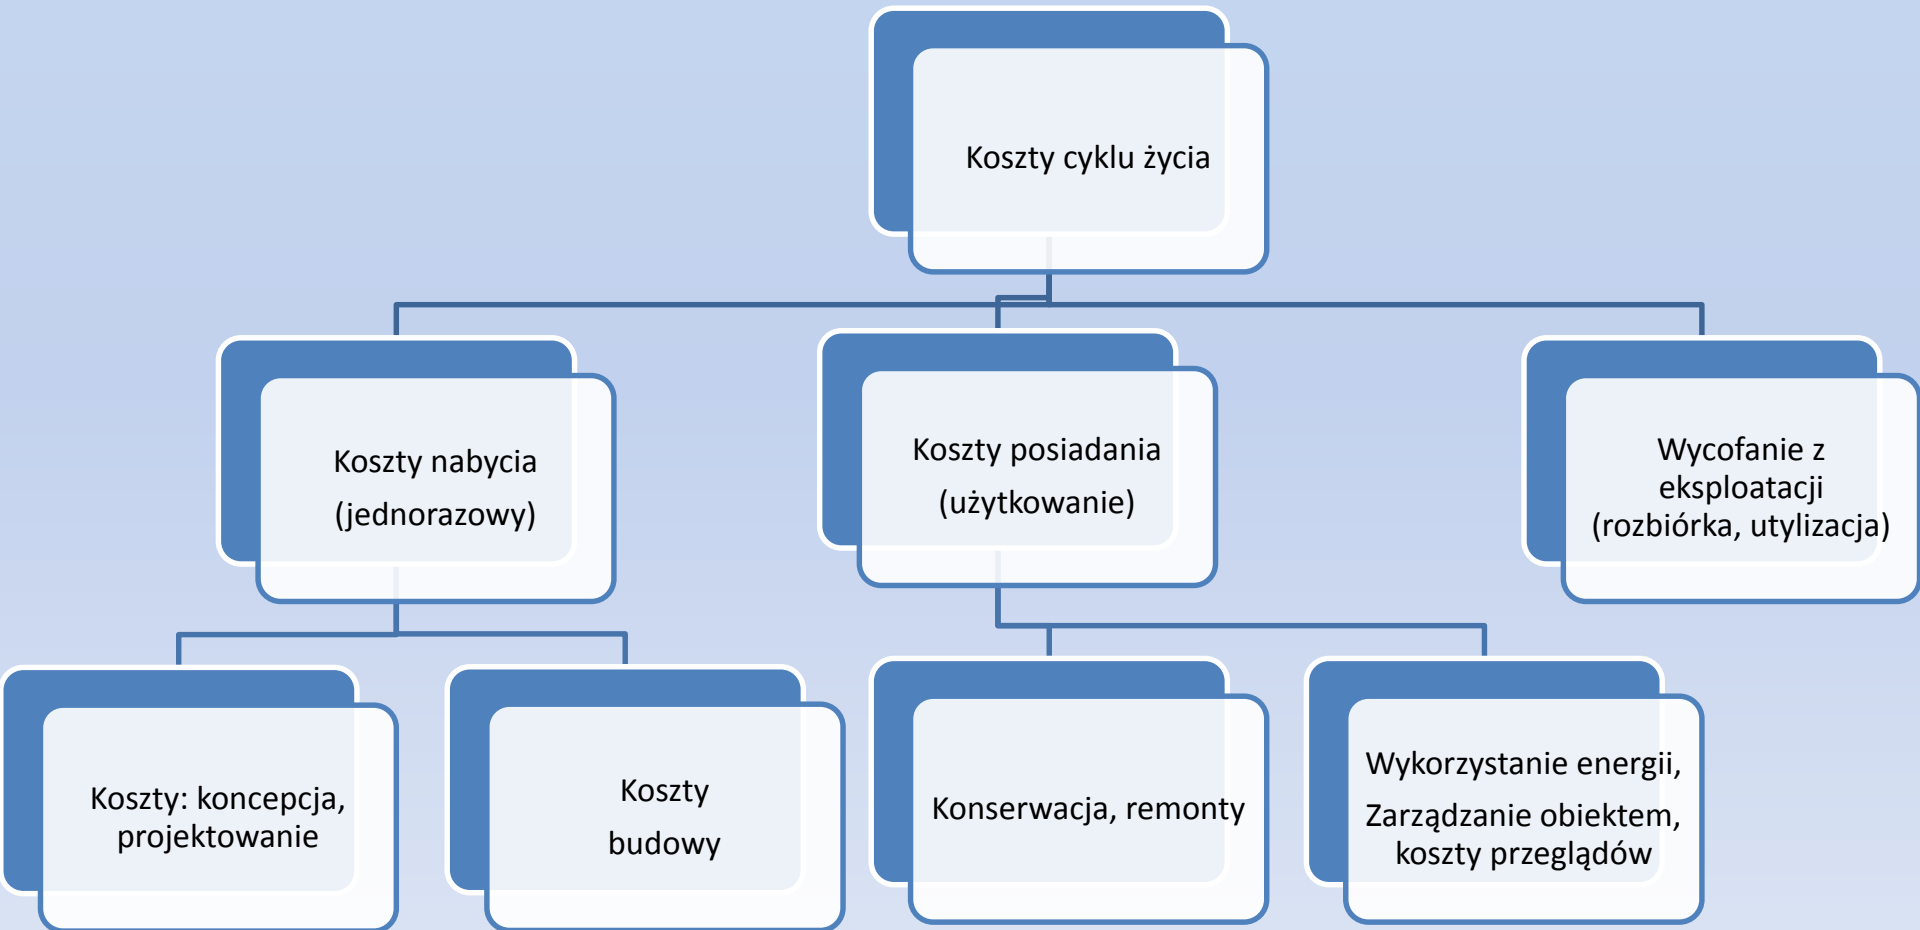 Koszty cyklu życia
Koszty nabycia
(jednorazowy)
Koszty posiadania
(użytkowanie)
Wycofanie z
eksploatacji
(rozbiórka, utylizacja)
Koszty: koncepcja,
projektowanie
Koszty
budowy
Konserwacja, remonty
Wykorzystanie energii,
Zarządzanie obiektem,
koszty przeglądów